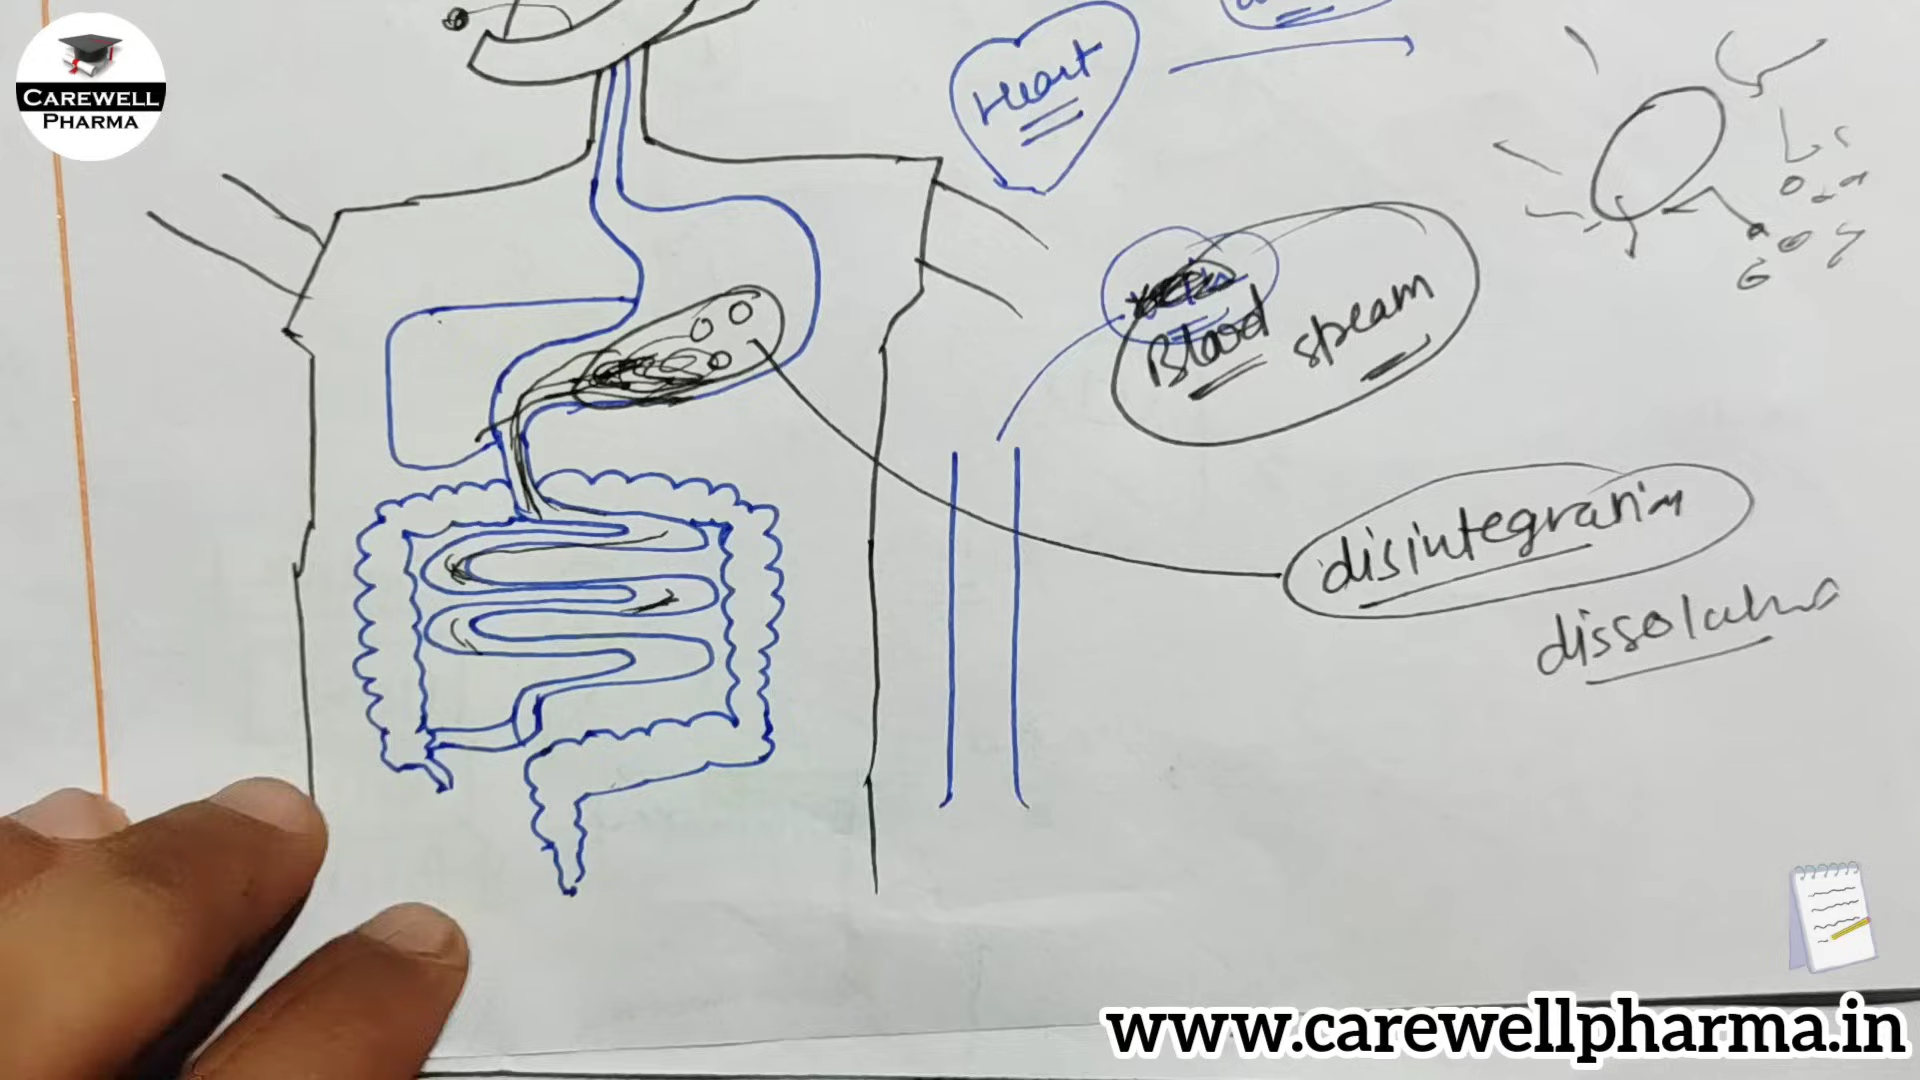 CAREWELL
PHARMA
Heart
Blood
stream
disintegration
dissolution
www.carewellpharma.in